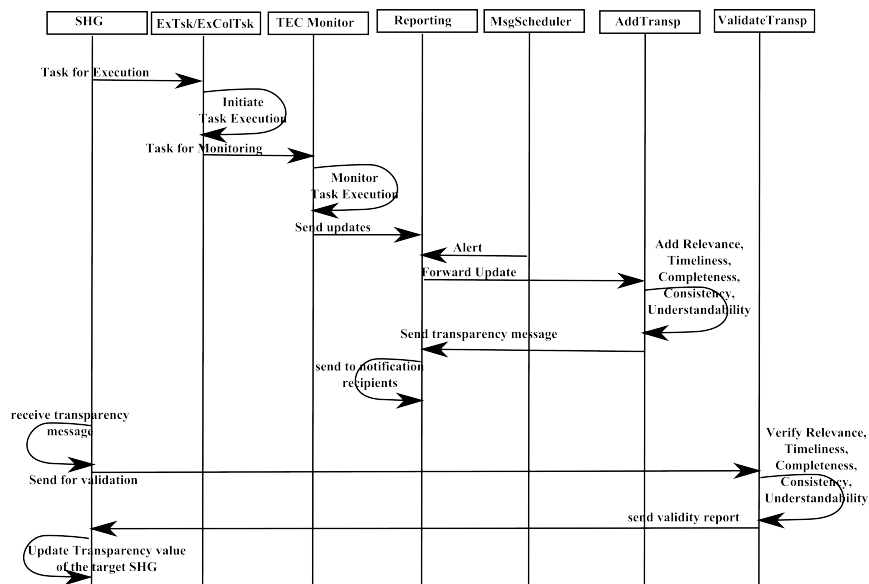 SHG
ExTsk/ExColTsk
TEC Monitor
Reporting
MsgScheduler
AddTransp
ValidateTransp
Task for Execution
Initiate
Task Execution
Task for Monitoring
Monitor
Task Execution
Send updates
Alert
Forward Update
Add Relevance,
Timeliness,
Completeness,
Consistency,
Understandability
Send transparency message
send to notification
recipients
receive transparency
message
Send for validation
Verify Relevance,
Timeliness,
Completeness,
Consistency,
Understandability
send validity report
Update Transparency value
of the target SHG